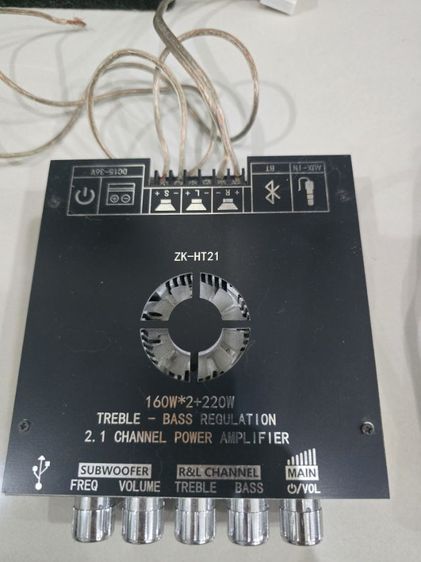 DC15-36V
+ S -
+ L -
+ R -
BT
AUX-IN
ZK-HT21
160W*2+220W
TREBLE - BASS REGULATION
2.1 CHANNEL POWER AMPLIFIER
SUBWOOFER R&L CHANNEL MAIN
FREQ VOLUME TREBLE BASS /VOL